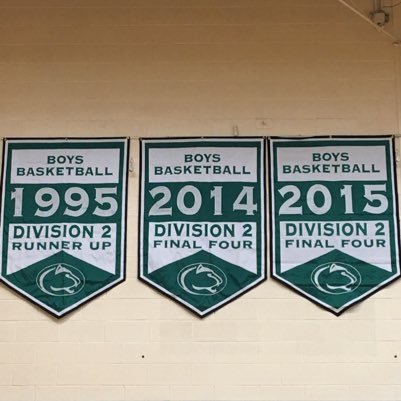 BOYS
BASKETBALL
1995
DIVISION 2
RUNNER UP
BOYS
BASKETBALL
2014
DIVISION 2
FINAL FOUR
BOYS
BASKETBALL
2015
DIVISION 2
FINAL FOUR